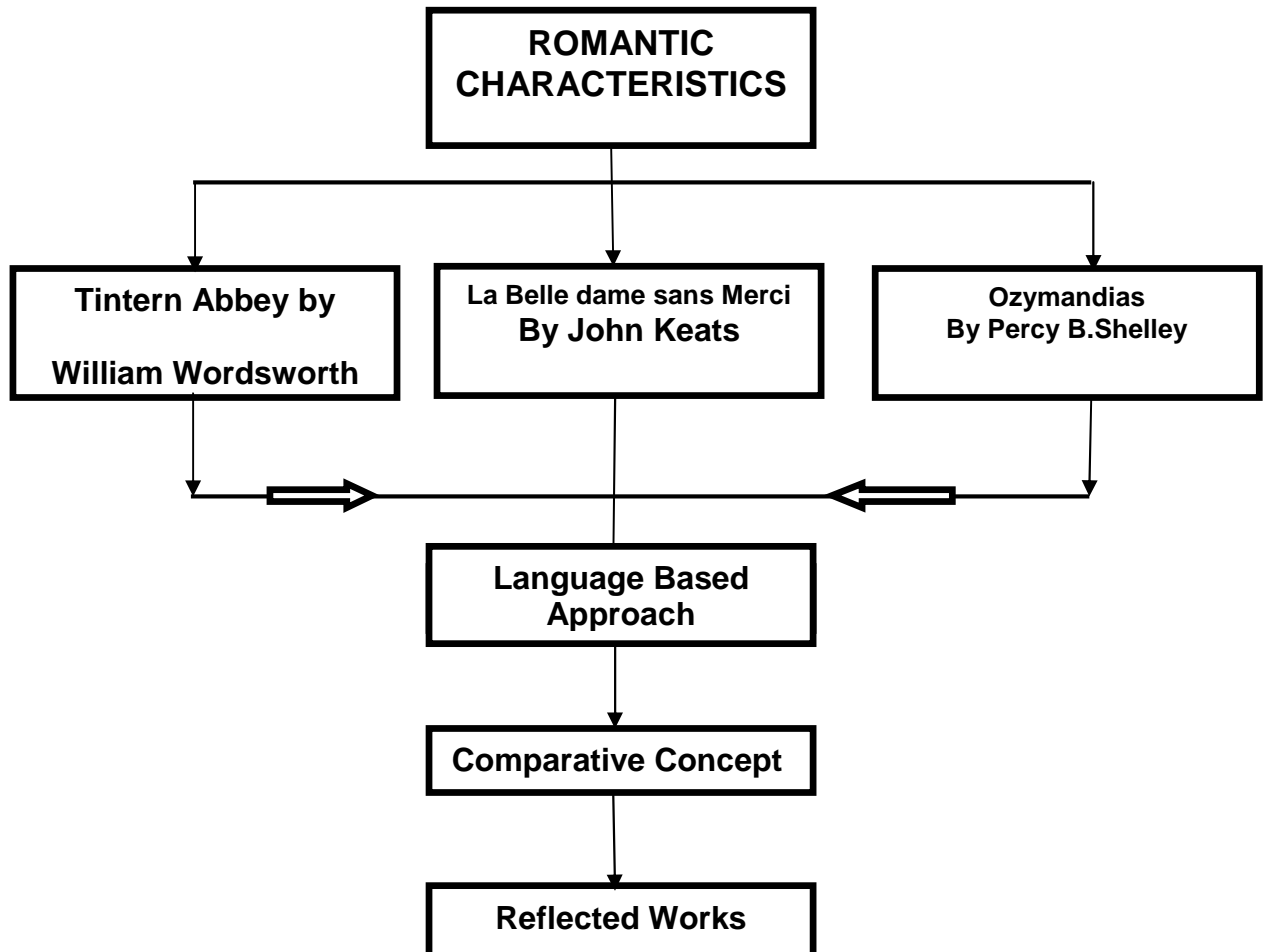 ROMANTIC
CHARACTERISTICS
Tintern Abbey by
William Wordsworth
La Belle dame sans Merci
By John Keats
Ozymandias
By Percy B.Shelley
Language Based
Approach
Comparative Concept
Reflected Works